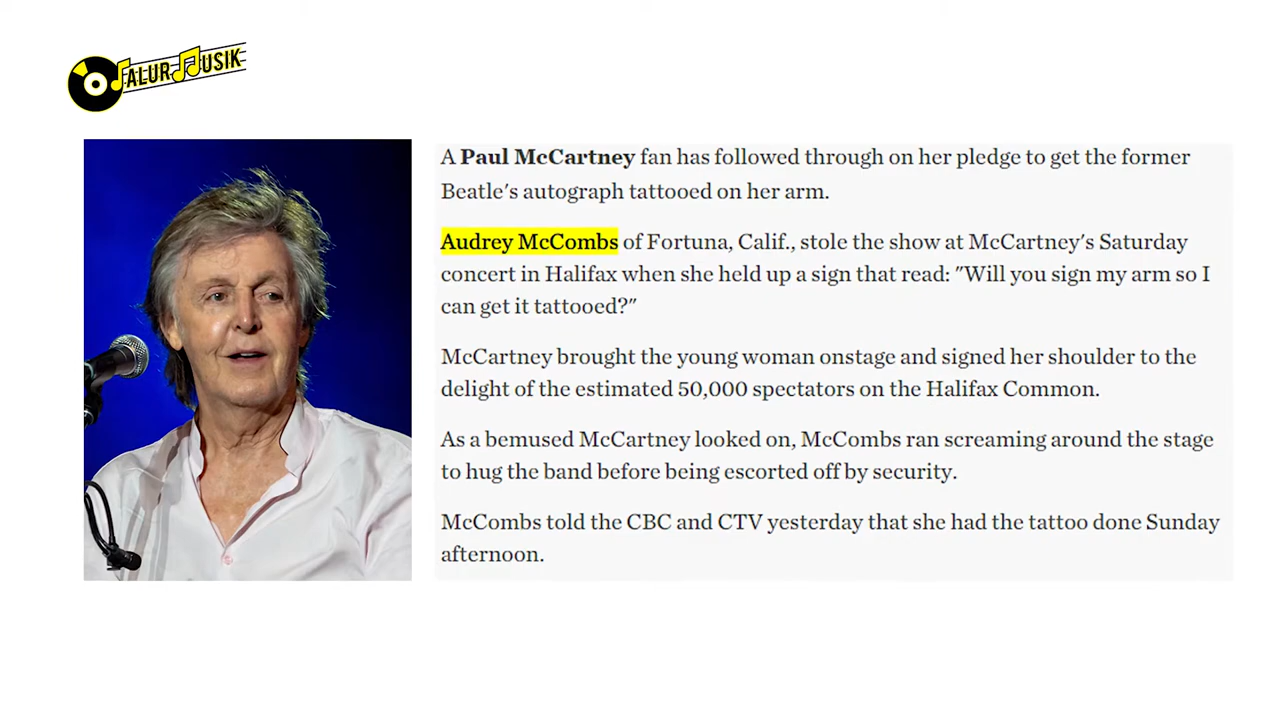 ALUR MUSIK
A Paul McCartney fan has followed through on her pledge to get the former
Beatle's autograph tattooed on her arm.
Audrey McCombs of Fortuna, Calif., stole the show at McCartney's Saturday
concert in Halifax when she held up a sign that read: "Will you sign my arm so I
can get it tattooed?"
McCartney brought the young woman onstage and signed her shoulder to the
delight of the estimated 50,000 spectators on the Halifax Common.
As a bemused McCartney looked on, McCombs ran screaming around the stage
to hug the band before being escorted off by security.
McCombs told the CBC and CTV yesterday that she had the tattoo done Sunday
afternoon.